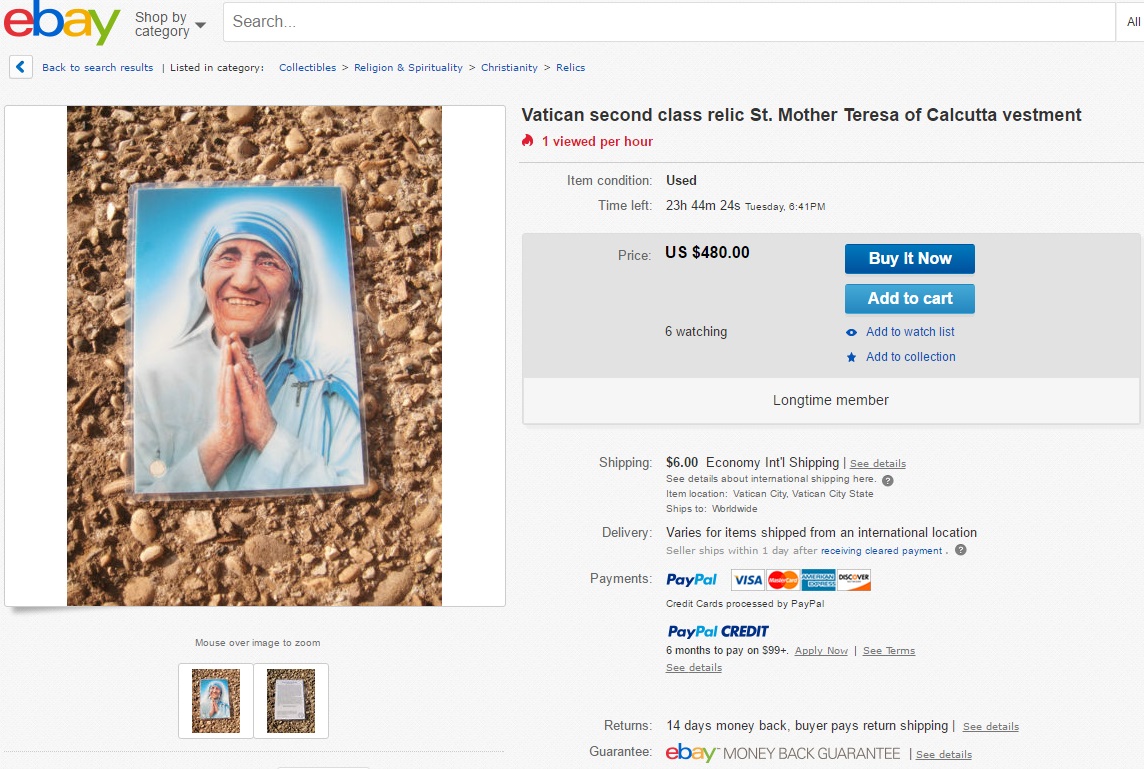 ebay
Shop by
category
Search...
All
Back to search results | Listed in category: Collectibles > Religion & Spirituality > Christianity > Relics
Vatican second class relic St. Mother Teresa of Calcutta vestment
1 viewed per hour
Item condition: Used
Time left: 23h 44m 24s Tuesday, 6:41PM
Price: US $480.00
Buy It Now
Add to cart
6 watching
Add to watch list
Add to collection
Longtime member
Shipping: $6.00 Economy Int'l Shipping | See details
See details about international shipping here. ?
Item location: Vatican City, Vatican City State
Ships to: Worldwide
Delivery: Varies for items shipped from an international location
Seller ships within 1 day after receiving cleared payment . ?
Payments: PayPal VISA MasterCard AMERICAN EXPRESS DISCOVER
Credit Cards processed by PayPal
PayPal CREDIT
6 months to pay on $99+. Apply Now | See Terms
See details
Mouse over image to zoom
Returns: 14 days money back, buyer pays return shipping | See details
Guarantee: ebay MONEY BACK GUARANTEE | See details